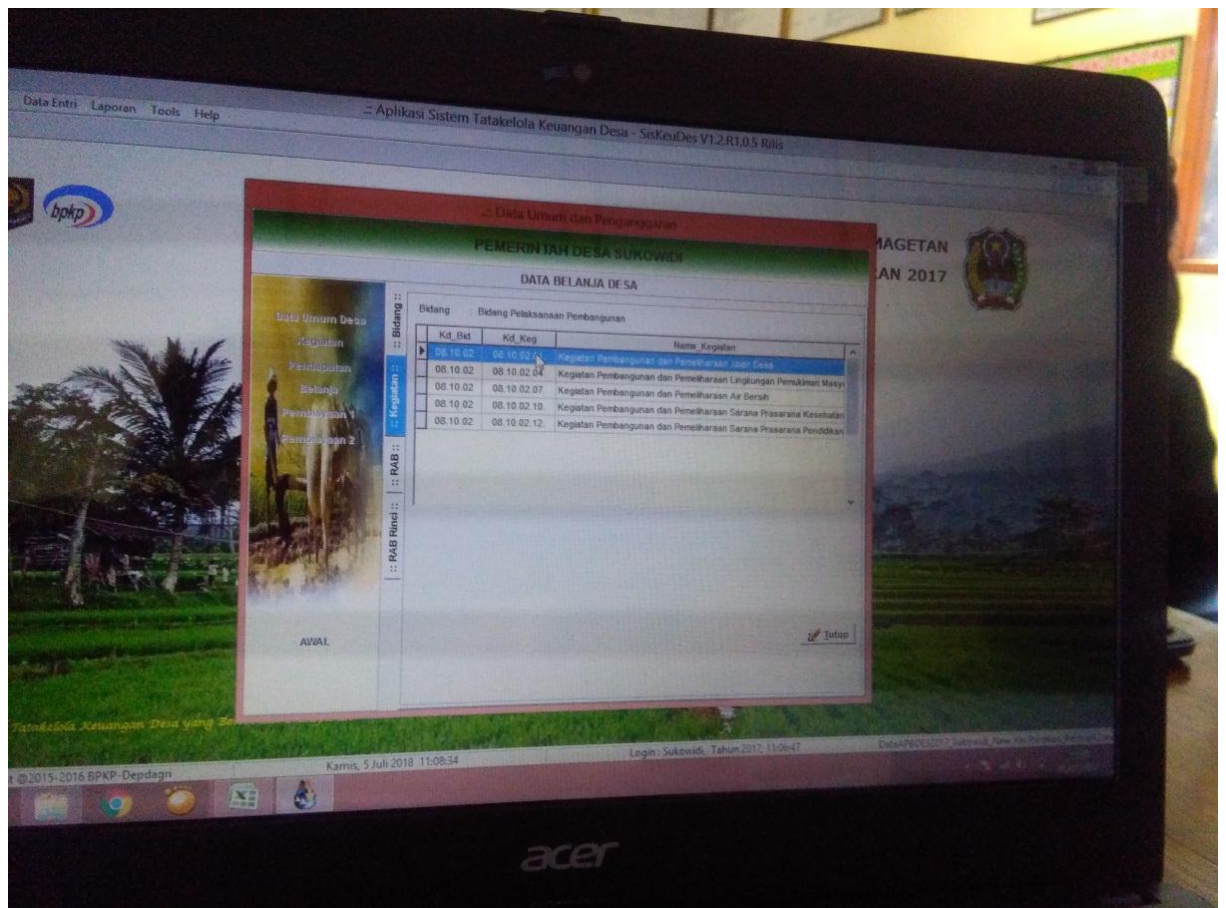 Data Entri Laporan Tools Help
.:: Aplikasi Sistem Tatakelola Keuangan Desa - SisKeuDes V1.2.R1.0.5 Rilis
bpkp
MAGETAN
AN 2017
.:: Data Umum dan Penganggaran
PEMERINTAH DESA SUKOWIDI
DATA BELANJA DESA
Data Umum Desa
Kegiatan
Pendapatan
Belanja
Pembiayaan 1
Pembiayaan 2
AWAL
:: Bidang ::
:: Kegiatan ::
:: RAB ::
:: RAB Rinci ::
Bidang : Bidang Pelaksanaan Pembangunan
Kd_Bid Kd_Keg Nama_Kegiatan
08.10.02 08.10.02 Kegiatan Pembangunan dan Pemeliharaan Jalan Desa
08.10.02 08.10.02.04. Kegiatan Pembangunan dan Pemeliharaan Lingkungan Pemukiman Masy
08.10.02 08.10.02.07. Kegiatan Pembangunan dan Pemeliharaan Air Bersih
08.10.02 08.10.02.10. Kegiatan Pembangunan dan Pemeliharaan Sarana Prasarana Kesehatan
08.10.02 08.10.02.12. Kegiatan Pembangunan dan Pemeliharaan Sarana Prasarana Pendidikan
Tutup
Tatakelola Keuangan Desa yang
@2015-2016 BPKP-Depdagri
Kamis, 5 Juli 2018 11:08:34
Login : Sukowidi, Tahun 2017, 11:06:47
acer